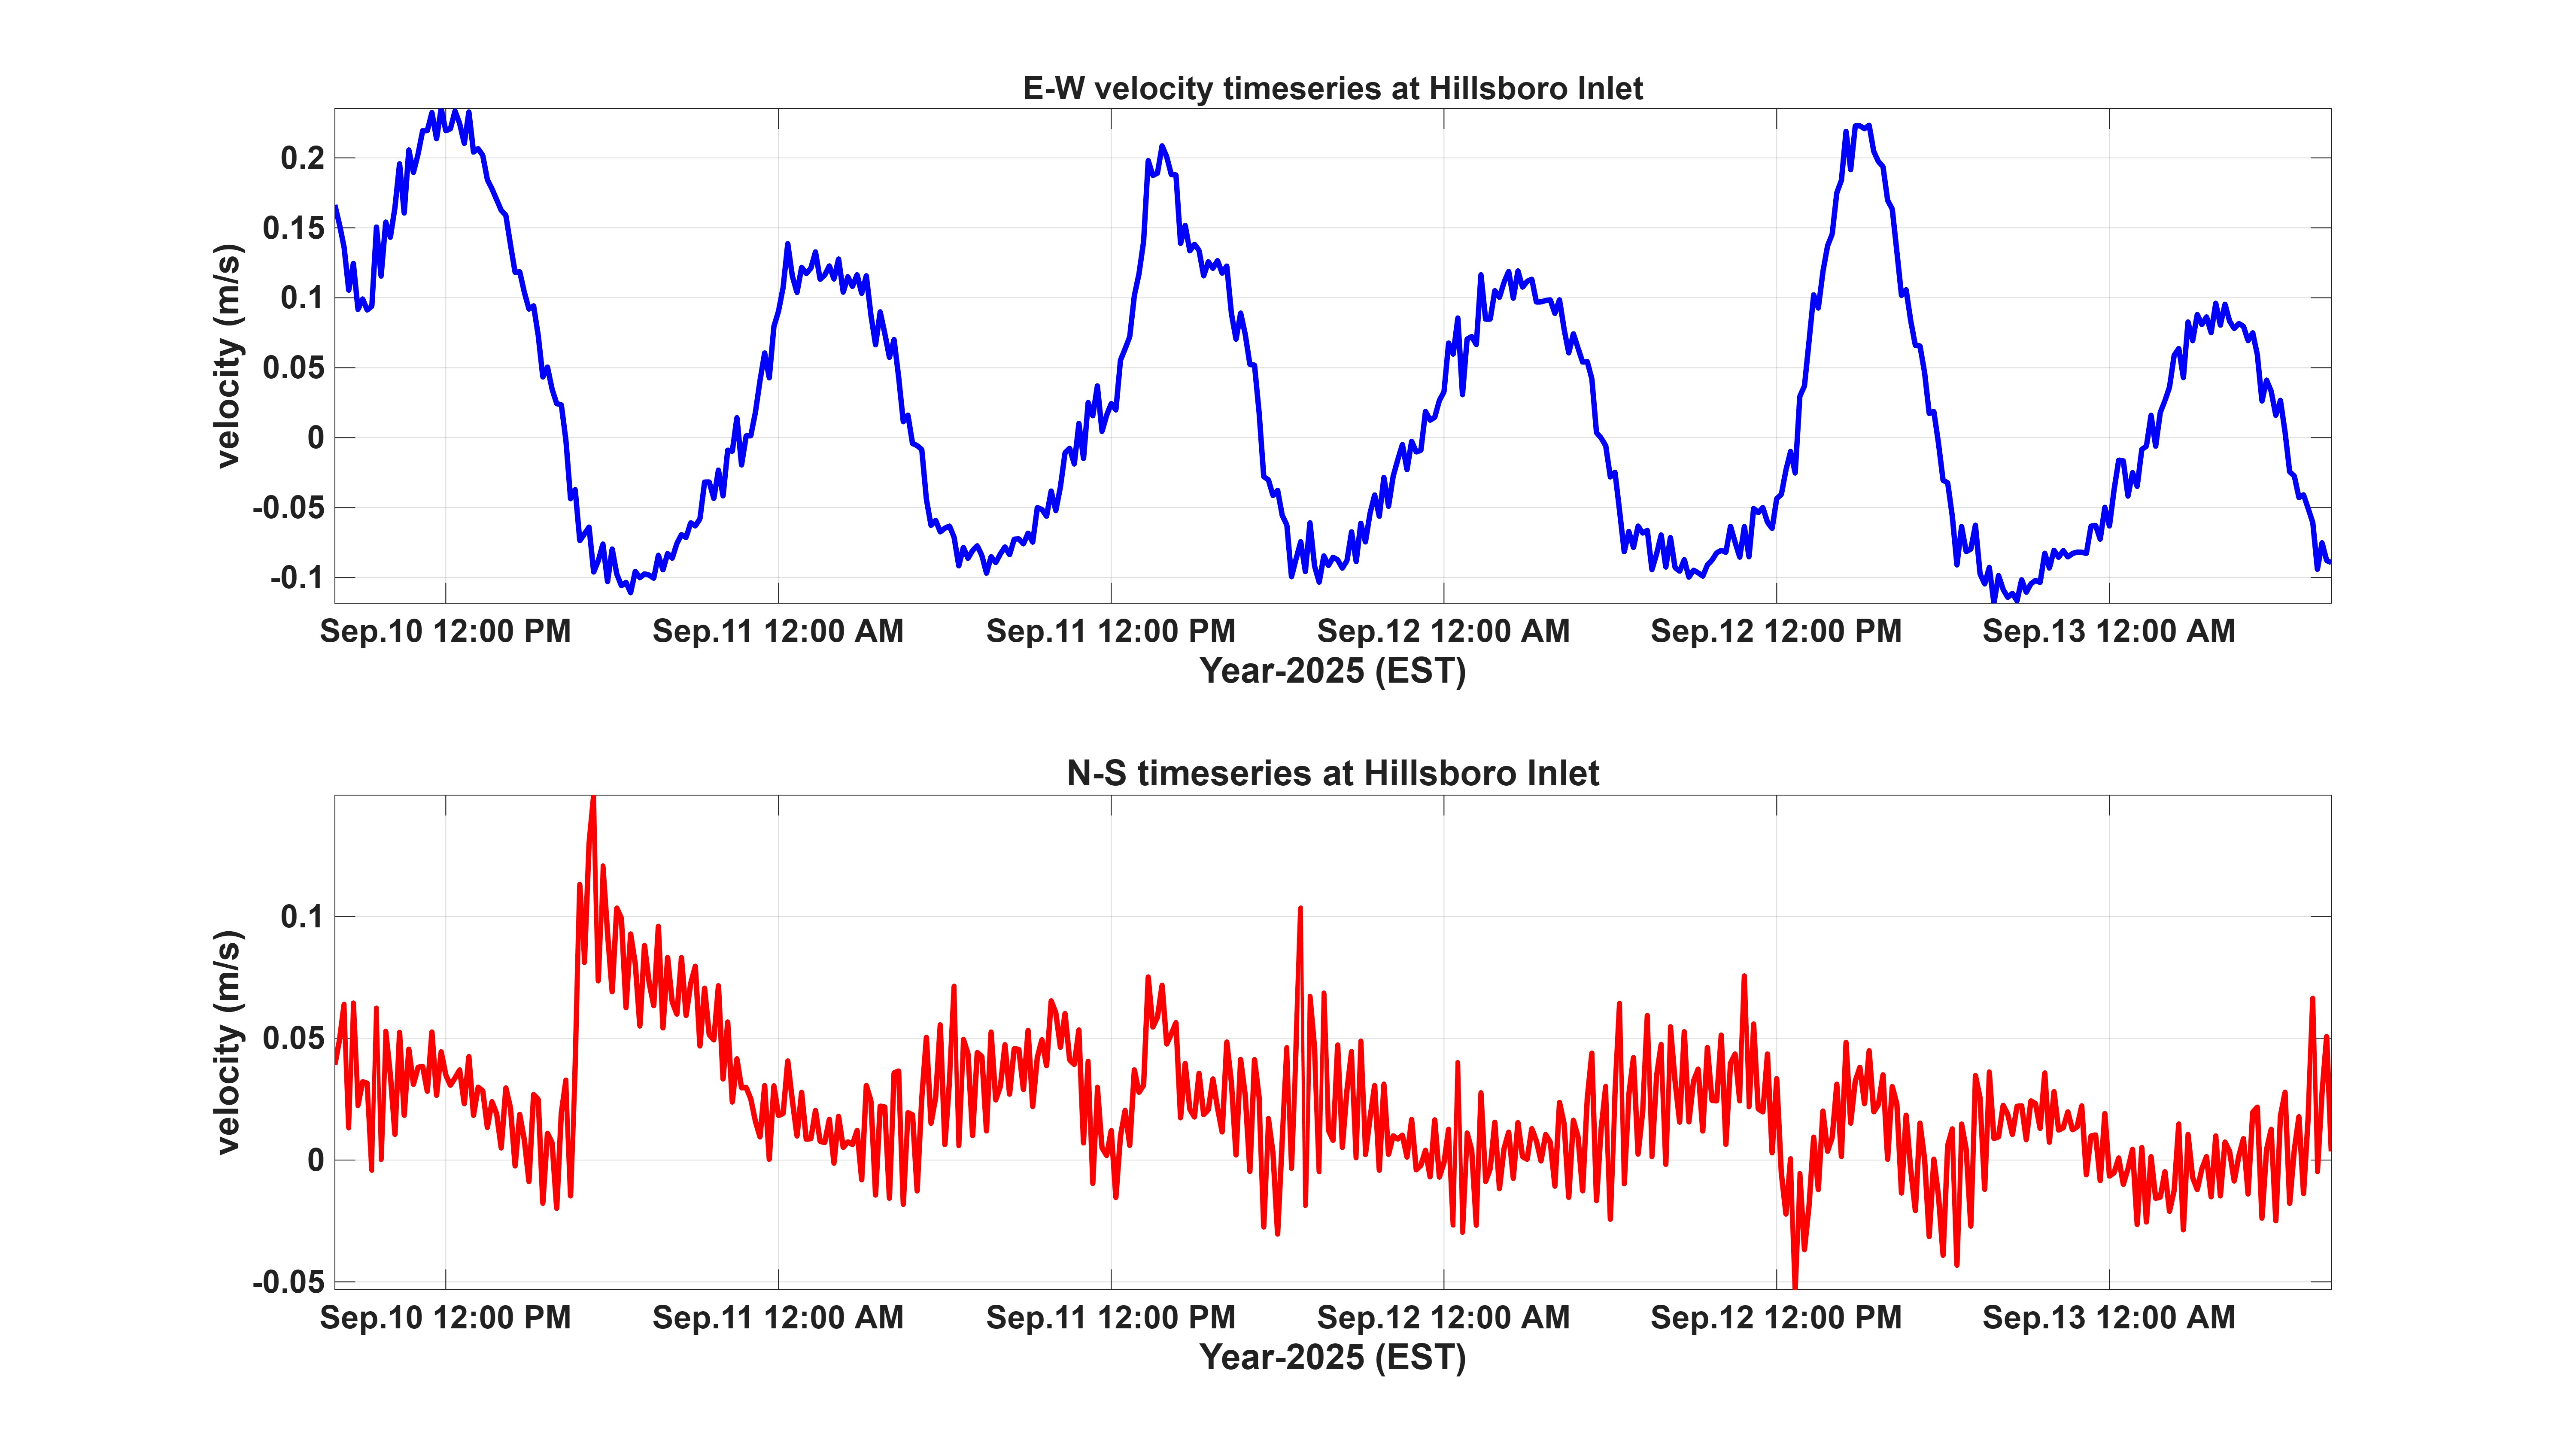 E-W velocity timeseries at Hillsboro Inlet
velocity (m/s)
0.2
0.15
0.1
0.05
0
-0.05
-0.1
Sep.10 12:00 PM Sep.11 12:00 AM Sep.11 12:00 PM Sep.12 12:00 AM Sep.12 12:00 PM Sep.13 12:00 AM
Year-2025 (EST)
N-S timeseries at Hillsboro Inlet
velocity (m/s)
0.1
0.05
0
-0.05
Sep.10 12:00 PM Sep.11 12:00 AM Sep.11 12:00 PM Sep.12 12:00 AM Sep.12 12:00 PM Sep.13 12:00 AM
Year-2025 (EST)